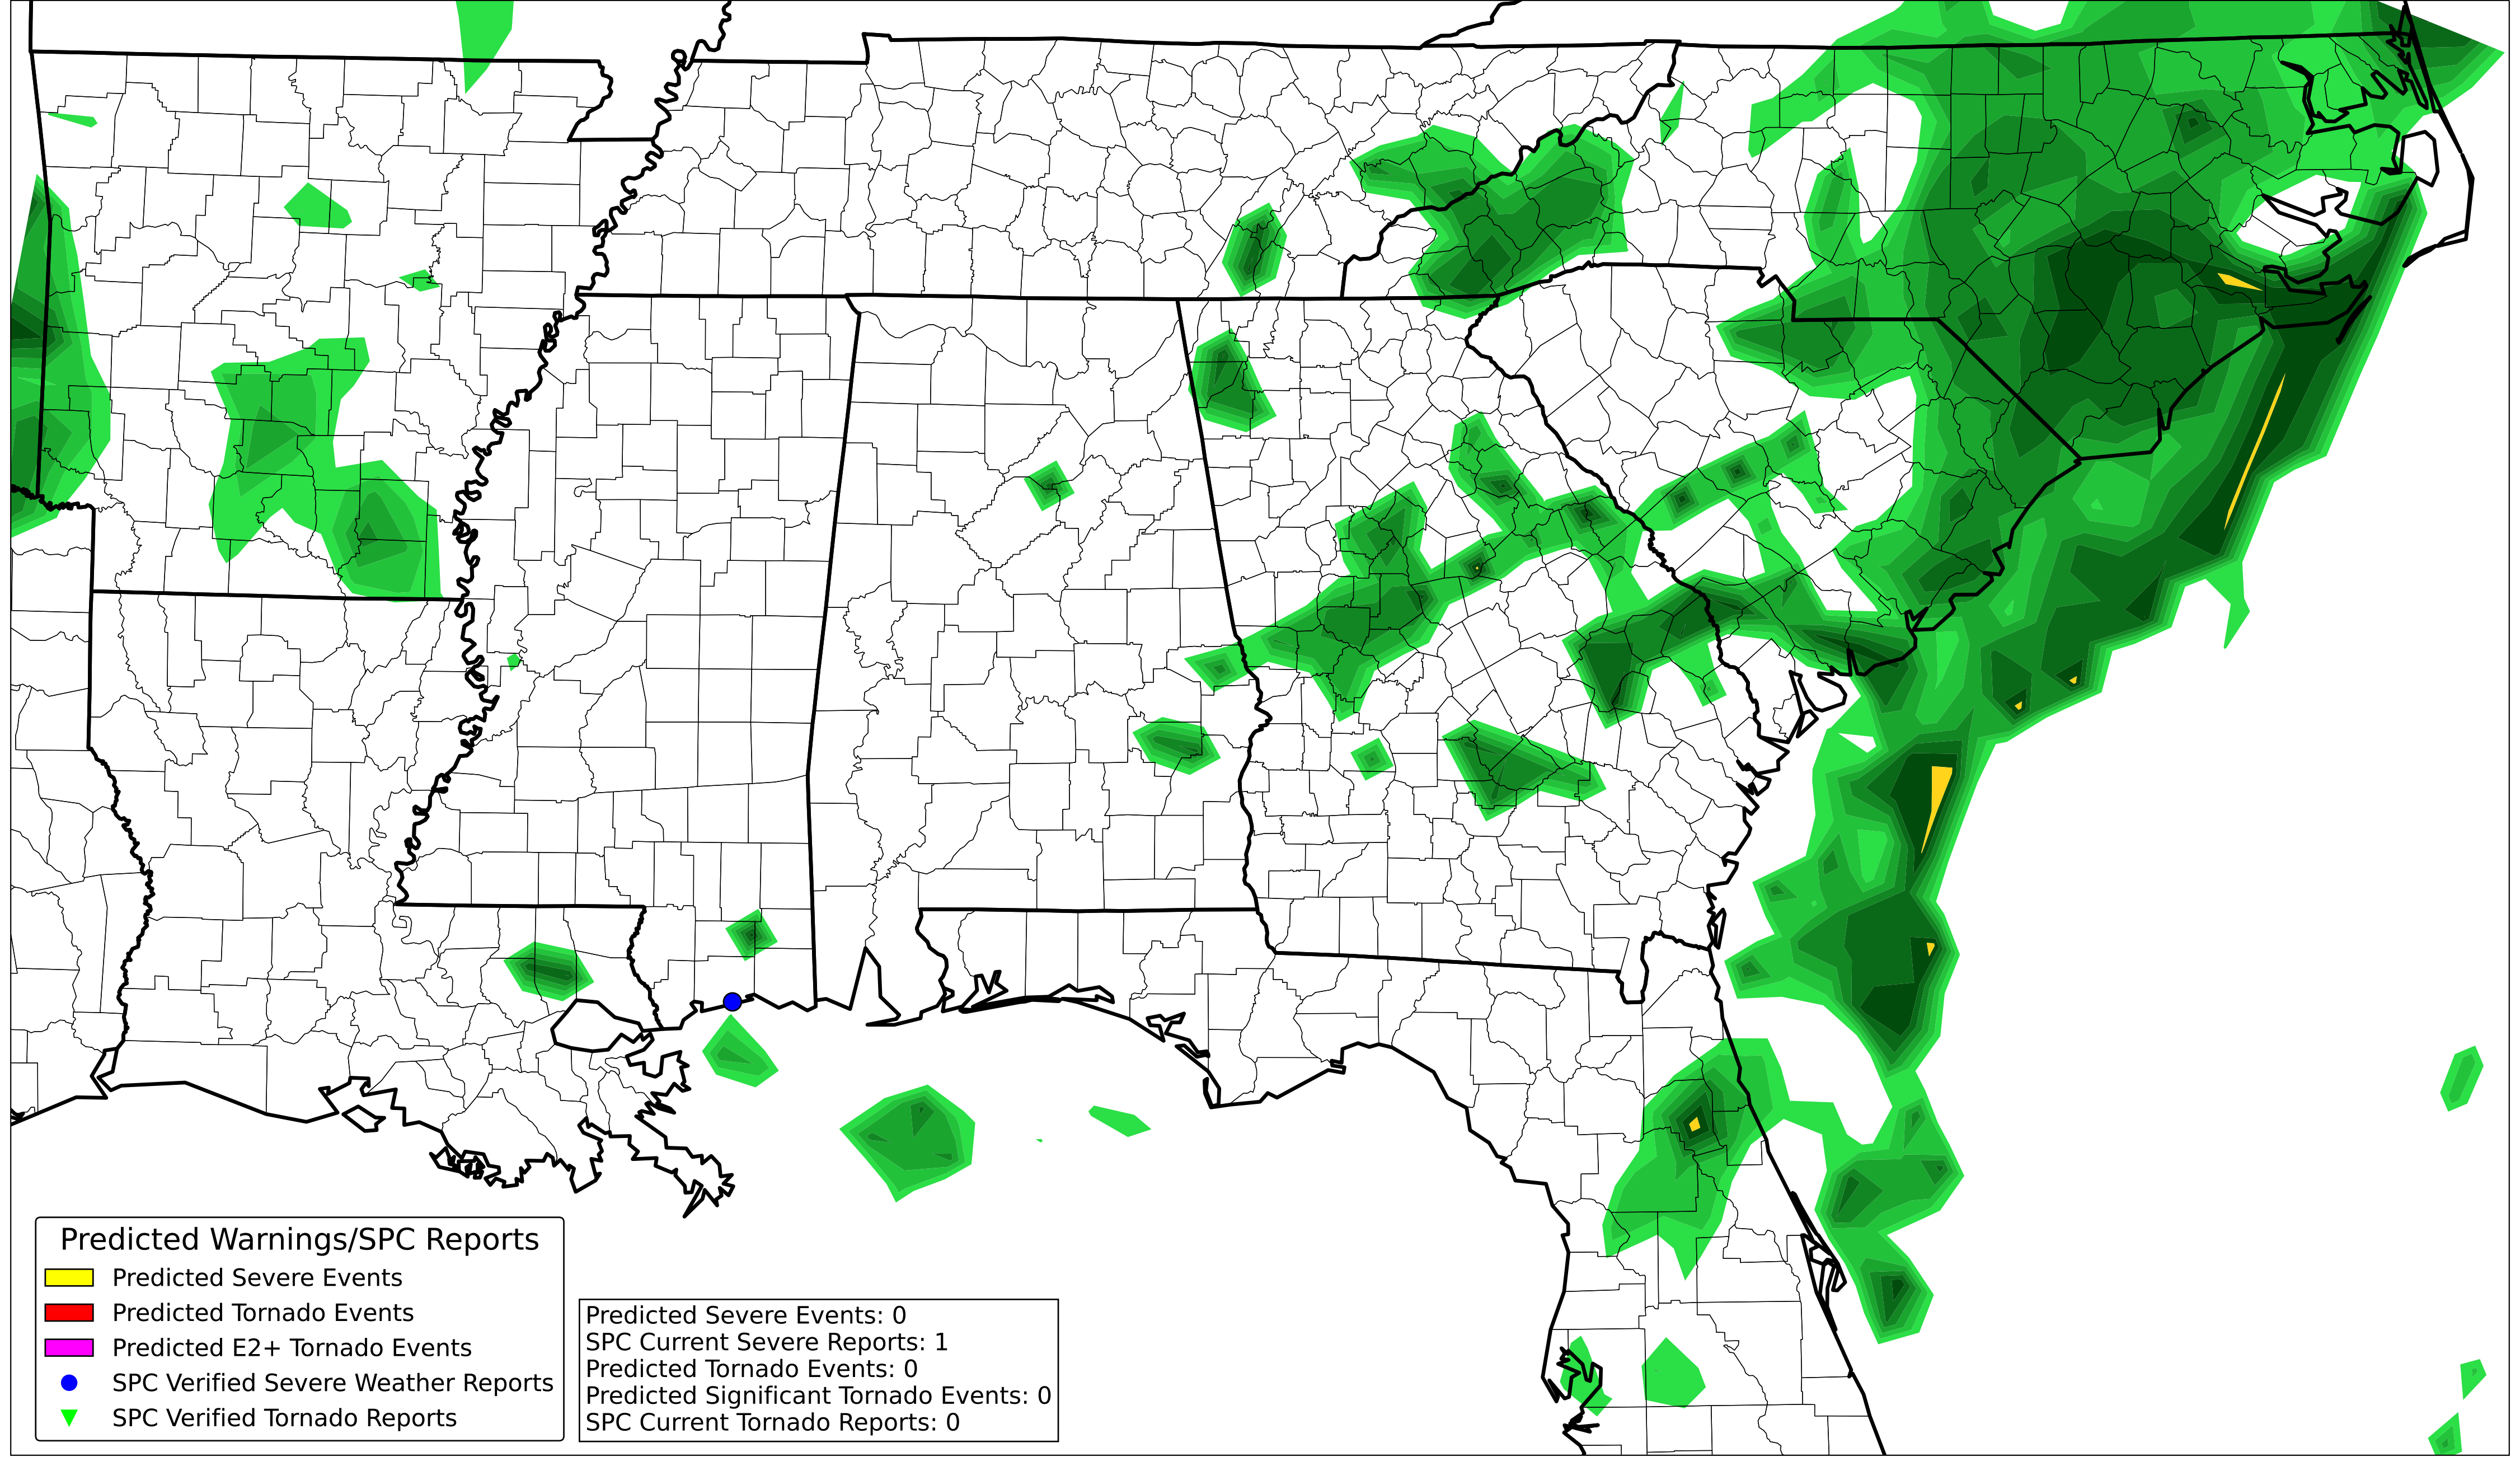 Predicted Warnings/SPC Reports
Predicted Severe Events
Predicted Tornado Events
Predicted E2+ Tornado Events
SPC Verified Severe Weather Reports
SPC Verified Tornado Reports
Predicted Severe Events: 0
SPC Current Severe Reports: 1
Predicted Tornado Events: 0
Predicted Significant Tornado Events: 0
SPC Current Tornado Reports: 0